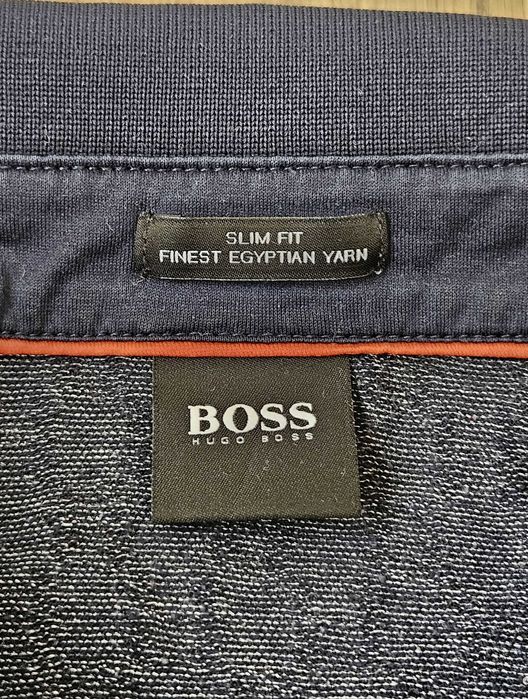 SLIM FIT
FINEST EGYPTIAN YARN
BOSS
HUGO BOSS